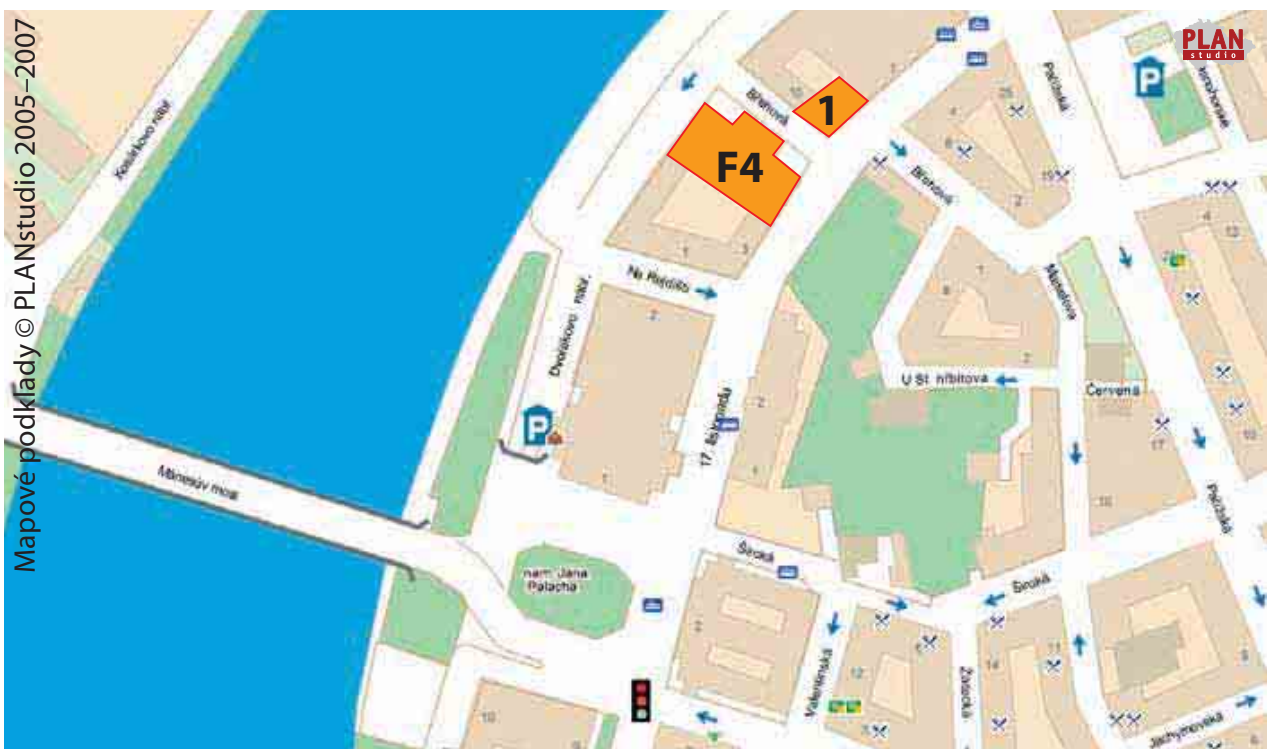 Mapové podklady © PLANstudio 2005–2007
PLAN
studio
Kosárkovo nábř.
Břehová
1
F4
Pařížská
P
Břehová
Na Rejdišti
Dvořákovo nábř.
17. listopadu
Maiselova
U St. hřbitova
Červená
P
Mánesův most
Široká
nám. Jana
Palacha
Široká
Pařížská
Valentinská
Žatecká
Jáchymova